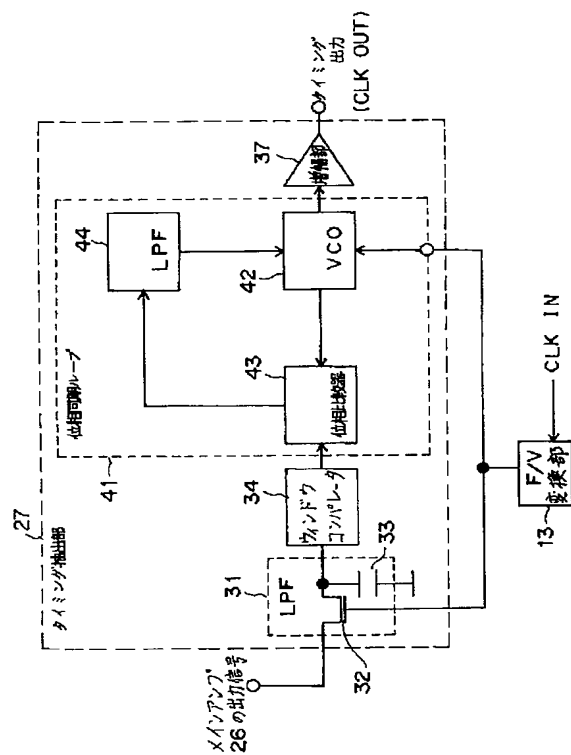 27
タイミング抽出部
メインアンプ
26の出力信号
31
LPF
32
33
34
ウィンドウ
コンパレータ
41
位相同期ループ
43
位相比較器
44
LPF
42
VCO
37
増幅部
タイミング
出力
(CLK OUT)
13
F/V
変換部
CLK IN